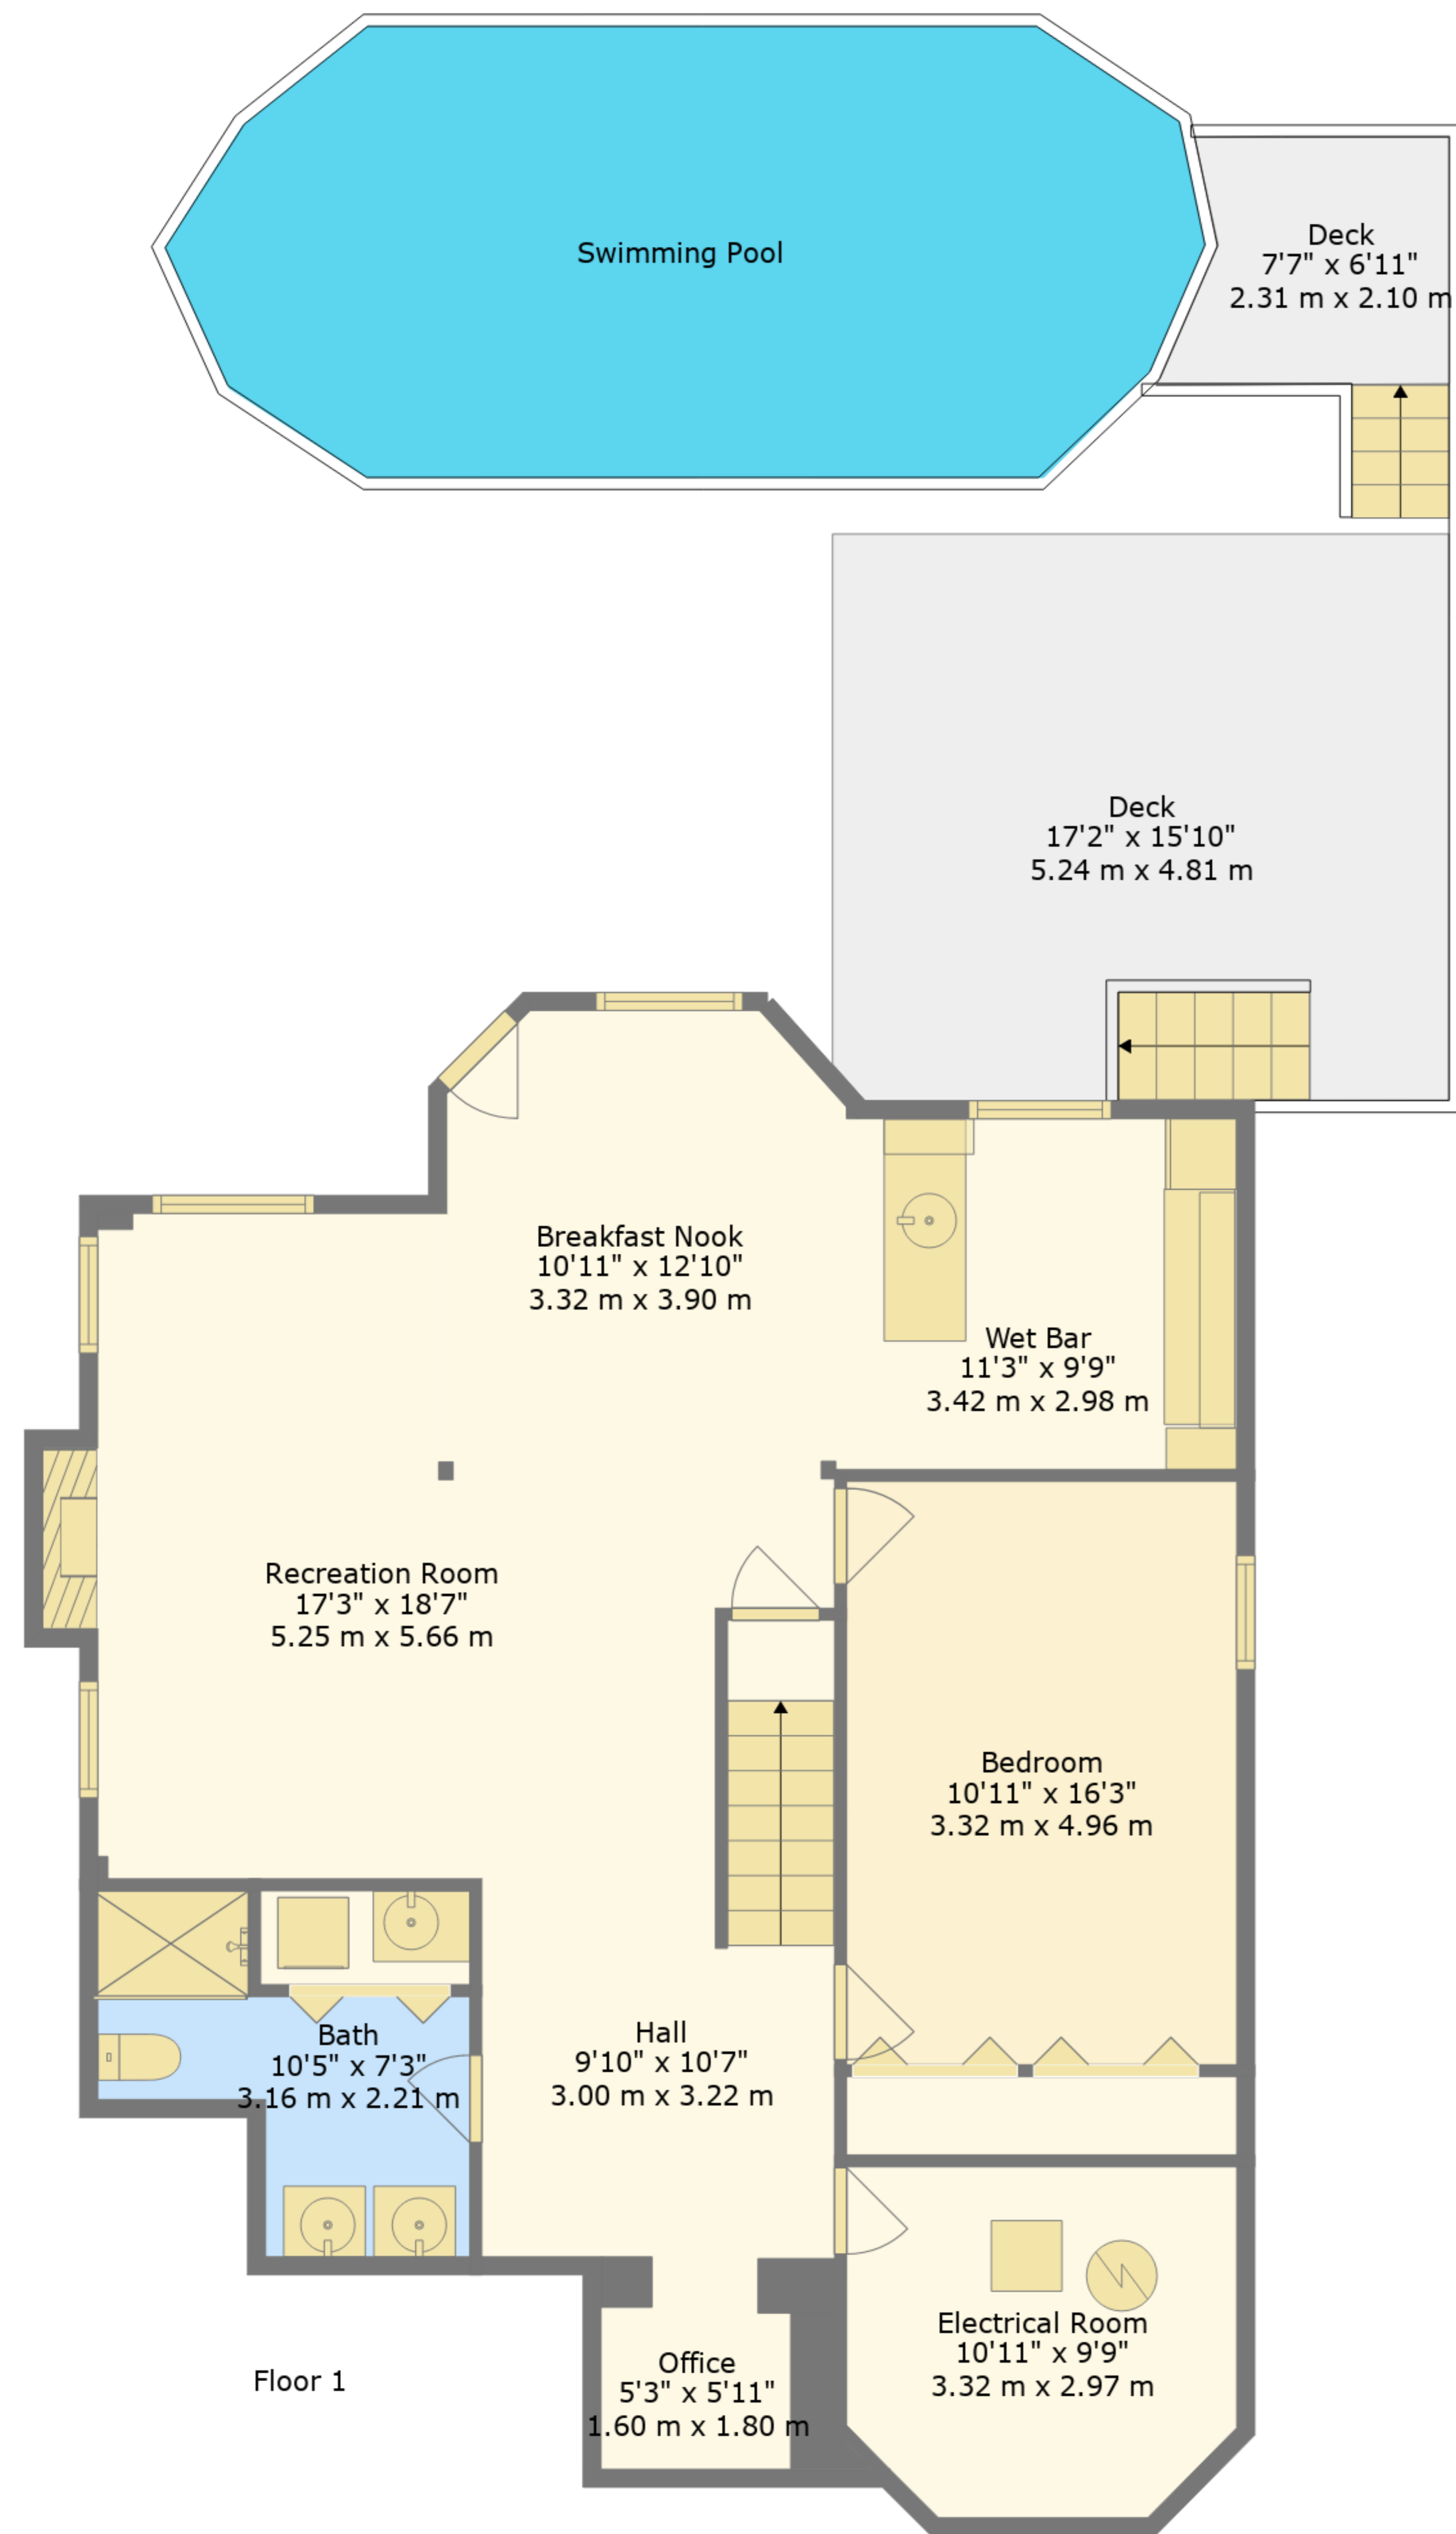 Swimming Pool
Deck
7'7" x 6'11"
2.31 m x 2.10 m
Deck
17'2" x 15'10"
5.24 m x 4.81 m
Breakfast Nook
10'11" x 12'10"
3.32 m x 3.90 m
Wet Bar
11'3" x 9'9"
3.42 m x 2.98 m
Recreation Room
17'3" x 18'7"
5.25 m x 5.66 m
Bedroom
10'11" x 16'3"
3.32 m x 4.96 m
Bath
10'5" x 7'3"
3.16 m x 2.21 m
Hall
9'10" x 10'7"
3.00 m x 3.22 m
Electrical Room
10'11" x 9'9"
3.32 m x 2.97 m
Office
5'3" x 5'11"
1.60 m x 1.80 m
Floor 1